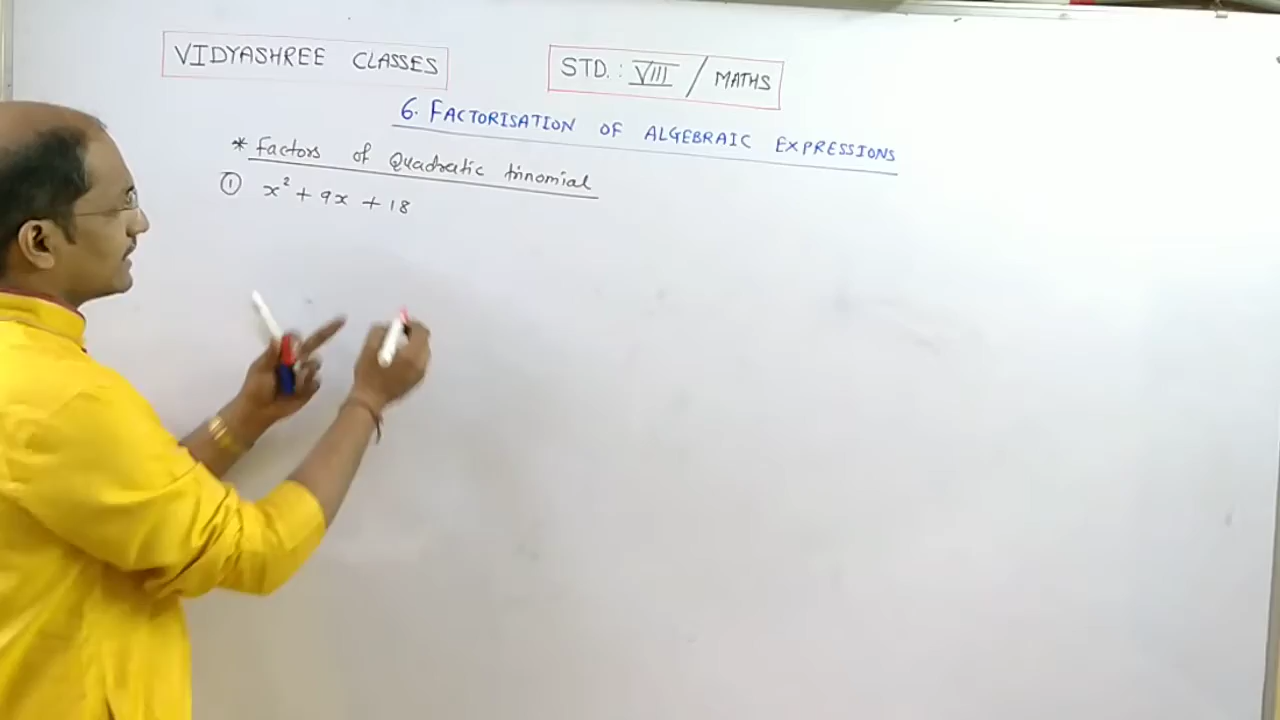 VIDYASHREE CLASSES
STD. : VIII / MATHS
6. FACTORISATION OF ALGEBRAIC EXPRESSIONS
* Factors of Quadratic trinomial
① x² + 9x + 18